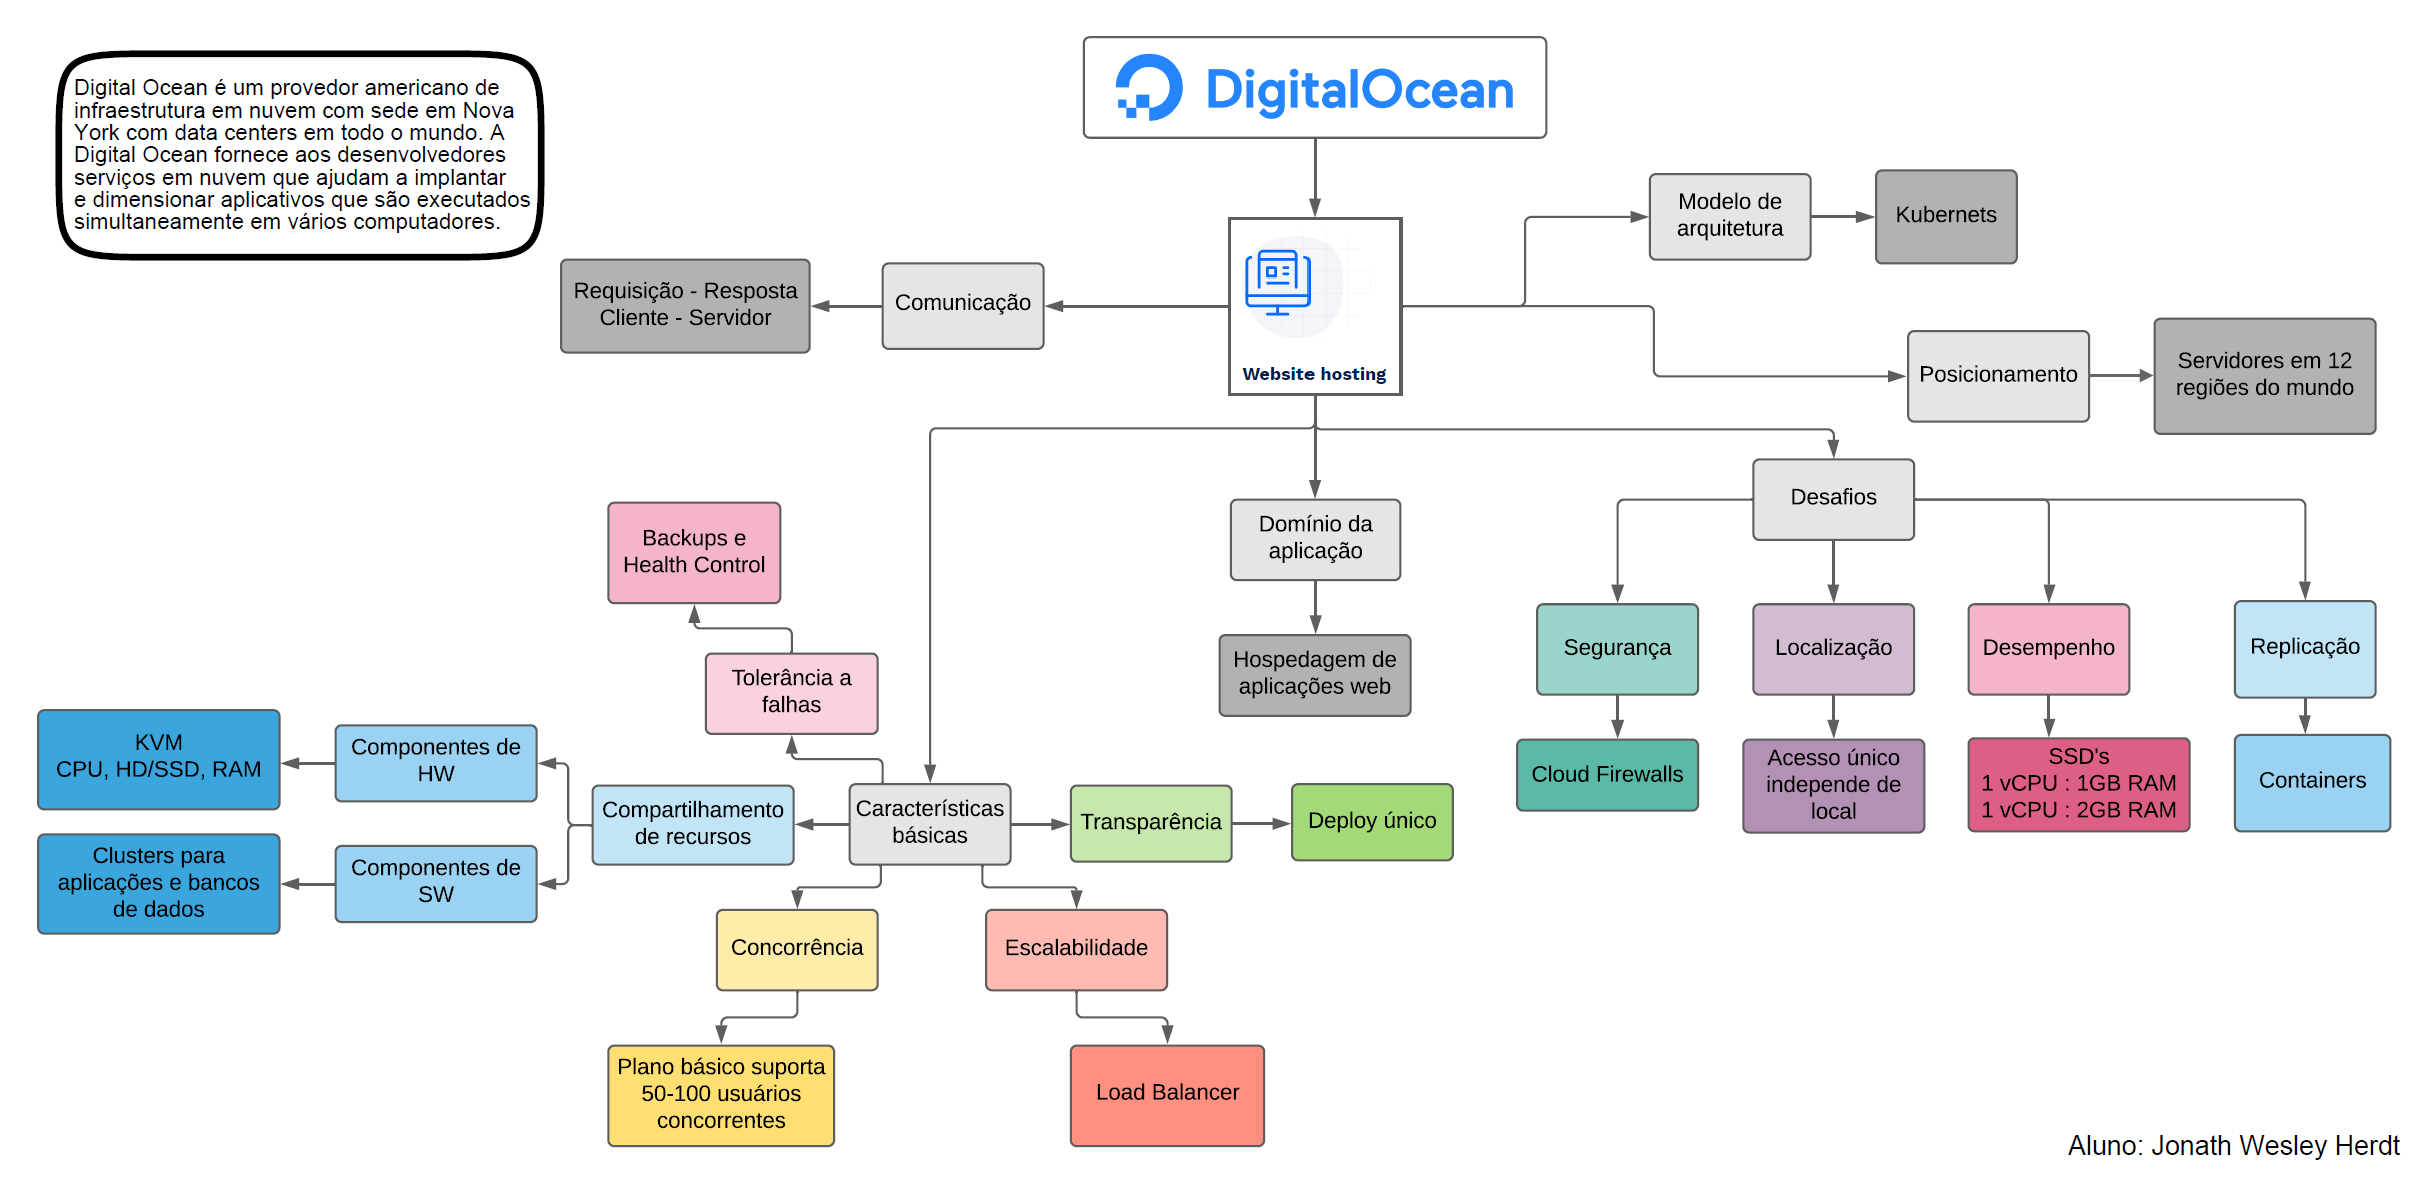 DigitalOcean
Digital Ocean é um provedor americano de
infraestrutura em nuvem com sede em Nova
York com data centers em todo o mundo. A
Digital Ocean fornece aos desenvolvedores
serviços em nuvem que ajudam a implantar
e dimensionar aplicativos que são executados
simultaneamente em vários computadores.
Modelo de
arquitetura
Kubernets
Requisição - Resposta
Cliente - Servidor
Comunicação
Website hosting
Posicionamento
Servidores em 12
regiões do mundo
Desafios
Domínio da
aplicação
Backups e
Health Control
Hospedagem de
aplicações web
Segurança
Localização
Desempenho
Replicação
Tolerância a
falhas
Cloud Firewalls
Acesso único
independe de
local
SSD's
1 vCPU : 1GB RAM
1 vCPU : 2GB RAM
Containers
KVM
CPU, HD/SSD, RAM
Componentes de
HW
Compartilhamento
de recursos
Características
básicas
Transparência
Deploy único
Clusters para
aplicações e bancos
de dados
Componentes de
SW
Concorrência
Escalabilidade
Plano básico suporta
50-100 usuários
concorrentes
Load Balancer
Aluno: Jonath Wesley Herdt